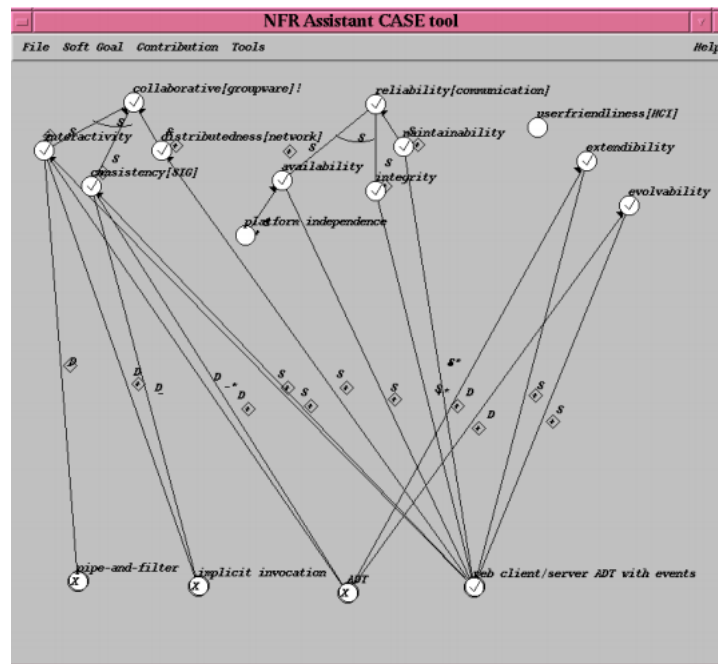 NFR Assistant CASE tool
File Soft Goal Contribution Tools Help
collaborative[groupware]!
reliability[communication]
userfriendliness[HCI]
interactivity
distributedness[network]
maintainability
extendibility
consistency[SIG]
availability
integrity
evolvability
platform independence
S S S S
S S S S S
D D D_ D _* D S S S S S* S_* D D S S
pipe-and-filter
implicit invocation
ADT
web client/server ADT with events
X X X